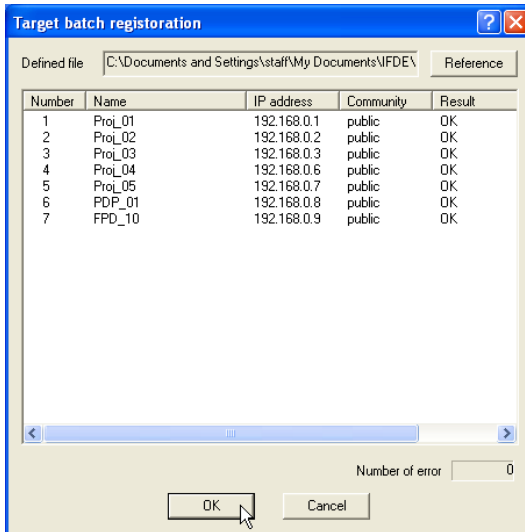 Target batch registoration
Defined file C:\Documents and Settings\staff\My Documents\IFDE\ Reference
Number Name IP address Community Result
1 Proj_01 192.168.0.1 public OK
2 Proj_02 192.168.0.2 public OK
3 Proj_03 192.168.0.3 public OK
4 Proj_04 192.168.0.6 public OK
5 Proj_05 192.168.0.7 public OK
6 PDP_01 192.168.0.8 public OK
7 FPD_10 192.168.0.9 public OK
Number of error 0
OK Cancel